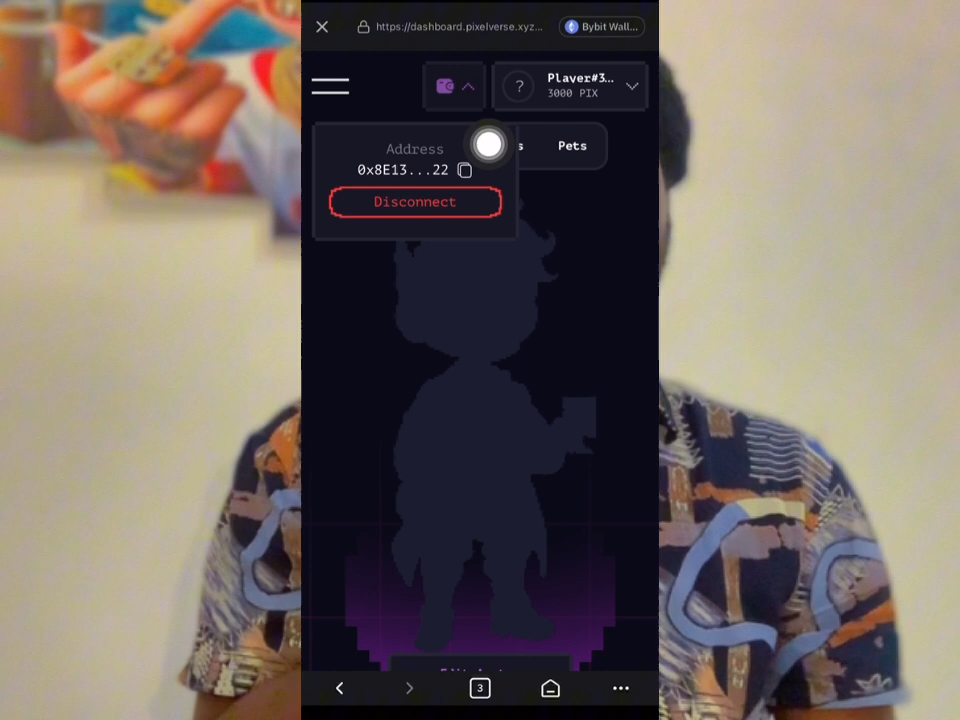 https://dashboard.pixelverse.xyz...
Bybit Wall...
?
Player#3...
3000 PIX
Address
s
Pets
0x8E13...22
Disconnect
3